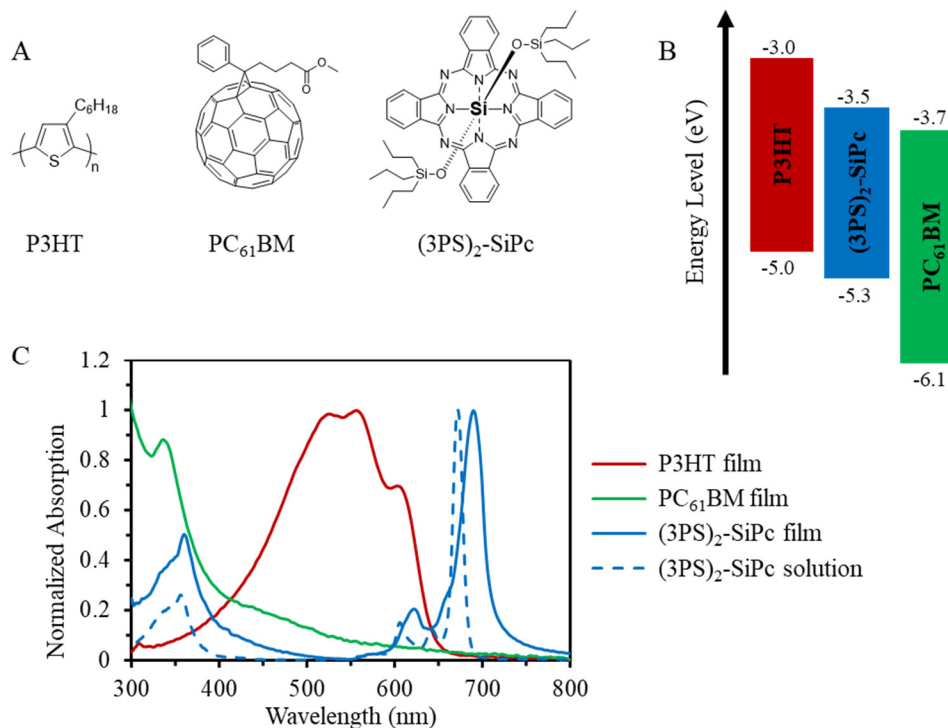 A
B
C₆H₁₈
S
n
O
O
O
Si
N
N
N
N
Si
N
N
N
N
Si
O
P3HT
PC₆₁BM
(3PS)₂-SiPc
Energy Level (eV)
-3.0
P3HT
-5.0
-3.5
(3PS)₂-SiPc
-5.3
-3.7
PC₆₁BM
-6.1
C
Normalized Absorption
1.2
1
0.8
0.6
0.4
0.2
0
300 400 500 600 700 800
Wavelength (nm)
P3HT film
PC₆₁BM film
(3PS)₂-SiPc film
(3PS)₂-SiPc solution